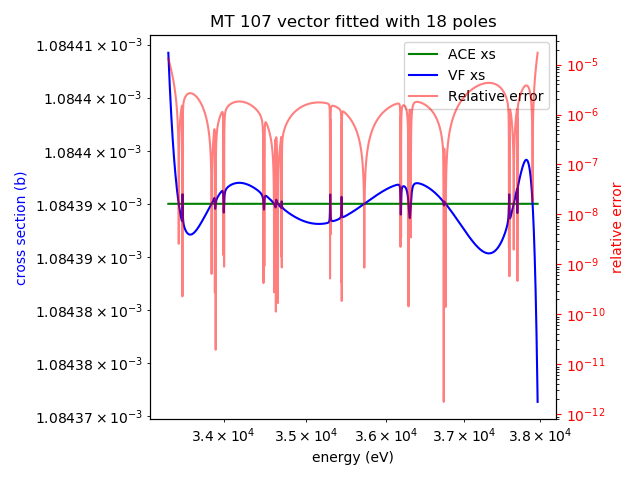 MT 107 vector fitted with 18 poles
ACE xs
VF xs
Relative error
cross section (b)
1.08441 × 10⁻³
1.0844 × 10⁻³
1.0844 × 10⁻³
1.08439 × 10⁻³
1.08439 × 10⁻³
1.08438 × 10⁻³
1.08438 × 10⁻³
1.08437 × 10⁻³
10⁻⁵
10⁻⁶
10⁻⁷
10⁻⁸
10⁻⁹
10⁻¹⁰
10⁻¹¹
10⁻¹²
relative error
3.4 × 10⁴ 3.5 × 10⁴ 3.6 × 10⁴ 3.7 × 10⁴ 3.8 × 10⁴
energy (eV)